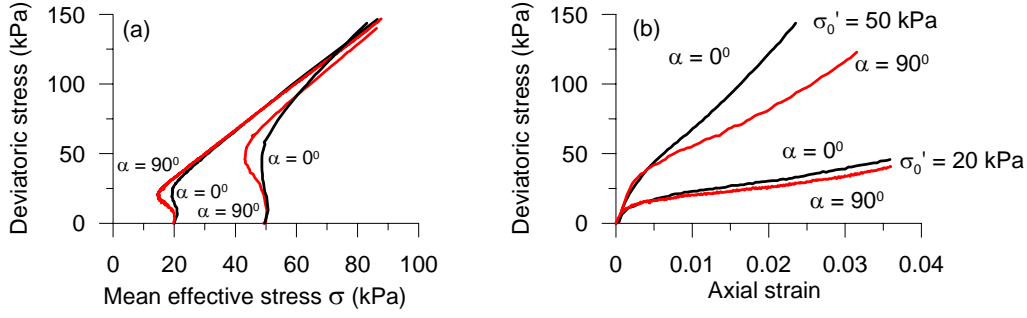 (a)
Deviatoric stress (kPa)
150
100
50
0
α = 90⁰
α = 0⁰
α = 0⁰
α = 90⁰
0 20 40 60 80 100
Mean effective stress σ (kPa)
(b)
Deviatoric stress (kPa)
150
100
50
0
σ₀' = 50 kPa
α = 0⁰
α = 90⁰
α = 0⁰
σ₀' = 20 kPa
α = 90⁰
0 0.01 0.02 0.03 0.04
Axial strain